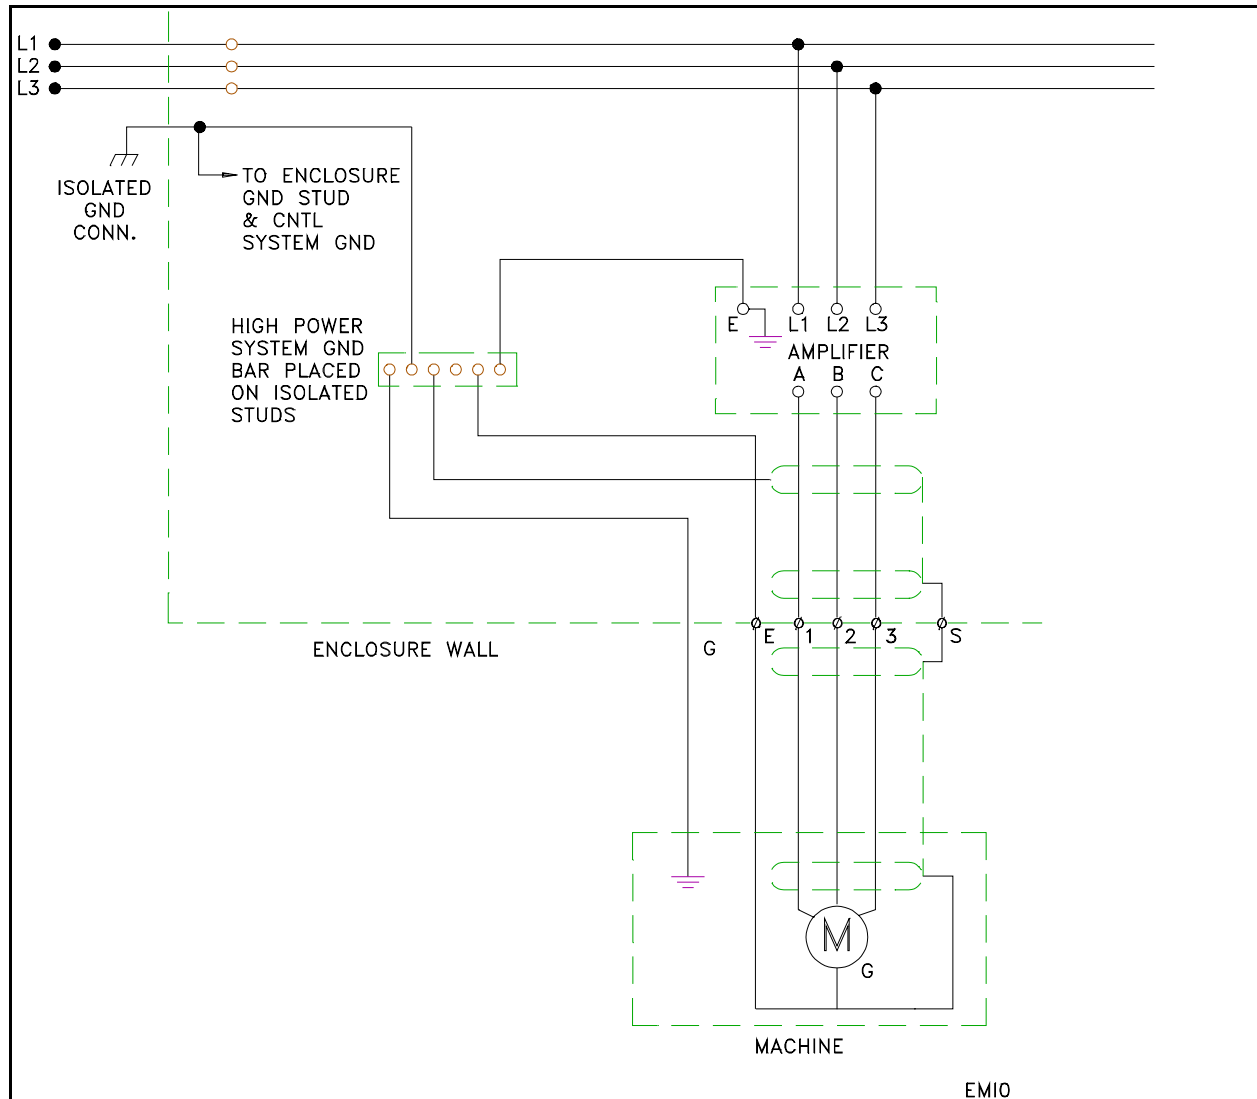 L1
L2
L3
ISOLATED
GND
CONN.
TO ENCLOSURE
GND STUD
& CNTL
SYSTEM GND
HIGH POWER
SYSTEM GND
BAR PLACED
ON ISOLATED
STUDS
E L1 L2 L3
AMPLIFIER
A B C
E 1 2 3 S
ENCLOSURE WALL
G
M
G
MACHINE
EMI0